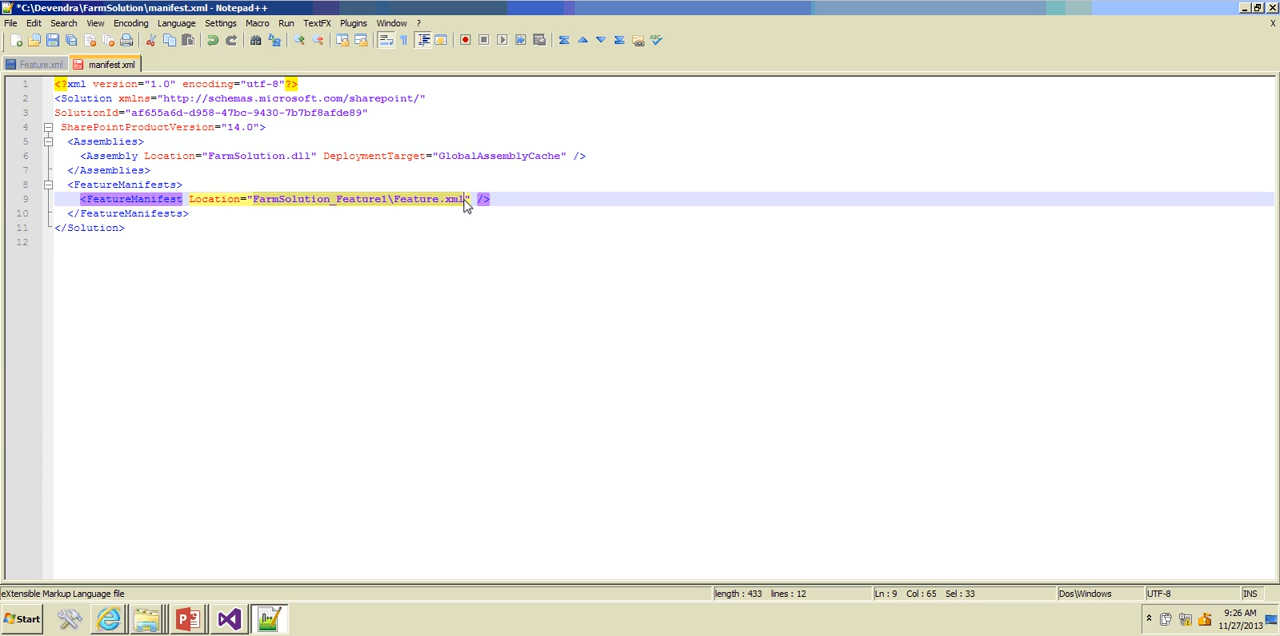 *C:\Devendra\FarmSolution\manifest.xml - Notepad++
File Edit Search View Encoding Language Settings Macro Run TextFX Plugins Window ? X
Feature.xml manifest.xml
1 <?xml version="1.0" encoding="utf-8"?>
2 <Solution xmlns="http://schemas.microsoft.com/sharepoint/"
3 SolutionId="af655a6d-d958-47bc-9430-7b7bf8afde89"
4 SharePointProductVersion="14.0">
5 <Assemblies>
6 <Assembly Location="FarmSolution.dll" DeploymentTarget="GlobalAssemblyCache" />
7 </Assemblies>
8 <FeatureManifests>
9 <FeatureManifest Location="FarmSolution_Feature1\Feature.xml" />
10 </FeatureManifests>
11 </Solution>
12
eXtensible Markup Language file length : 433 lines : 12 Ln : 9 Col : 65 Sel : 33 Dos\Windows UTF-8 INS
Start 9:26 AM
11/27/2013